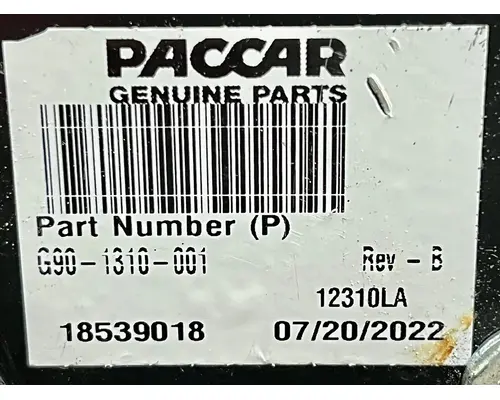 PACCAR
GENUINE PARTS
Part Number (P)
G90-1310-001 Rev - B
12310LA
18539018 07/20/2022